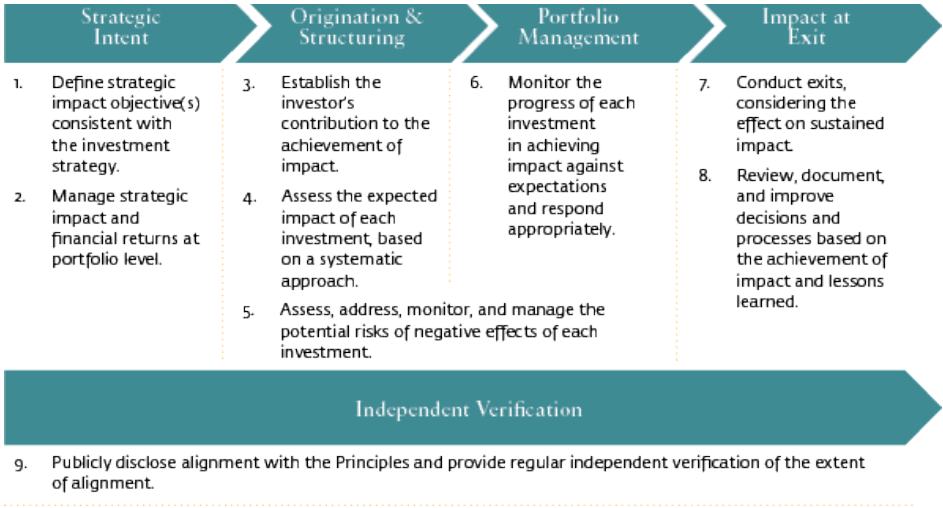 Strategic
Intent
Origination &
Structuring
Portfolio
Management
Impact at
Exit
1. Define strategic
impact objective(s)
consistent with
the investment
strategy.
2. Manage strategic
impact and
financial returns at
portfolio level.
3. Establish the
investor's
contribution to the
achievement of
impact.
4. Assess the expected
impact of each
investment, based
on a systematic
approach.
5. Assess, address, monitor, and manage the
potential risks of negative effects of each
investment.
6. Monitor the
progress of each
investment
in achieving
impact against
expectations
and respond
appropriately.
7. Conduct exits,
considering the
effect on sustained
impact.
8. Review, document,
and improve
decisions and
processes based on
the achievement of
impact and lessons
learned.
Independent Verification
9. Publicly disclose alignment with the Principles and provide regular independent verification of the extent
of alignment.